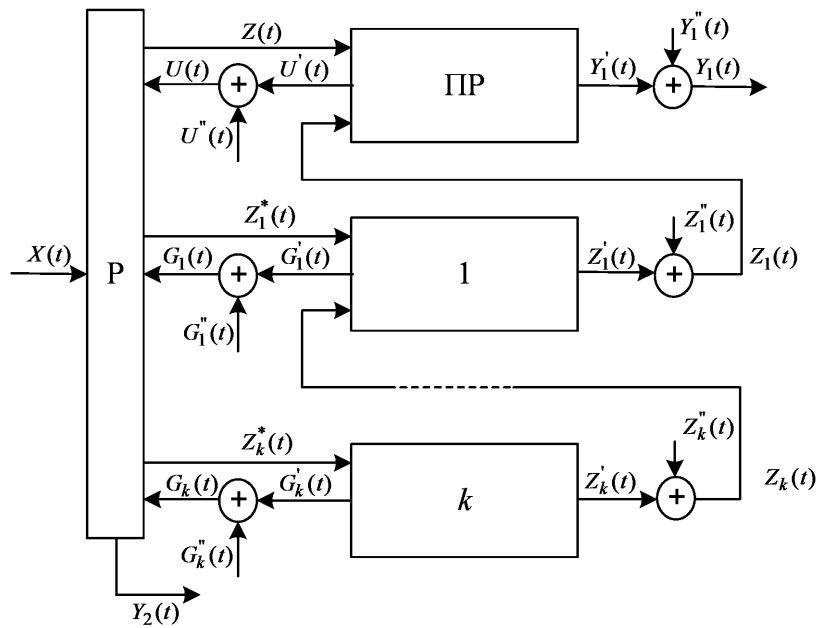 Z(t)
Y₁″(t)
U(t)
U′(t)
Y₁′(t)
Y₁(t)
+
ПР
+
U″(t)
Z₁*(t)
Z₁″(t)
X(t)
G₁(t)
G₁′(t)
Z₁′(t)
Z₁(t)
Р
+
1
+
G₁″(t)
Zₖ*(t)
Zₖ″(t)
Gₖ(t)
Gₖ′(t)
Zₖ′(t)
Zₖ(t)
+
k
+
Gₖ″(t)
Y₂(t)